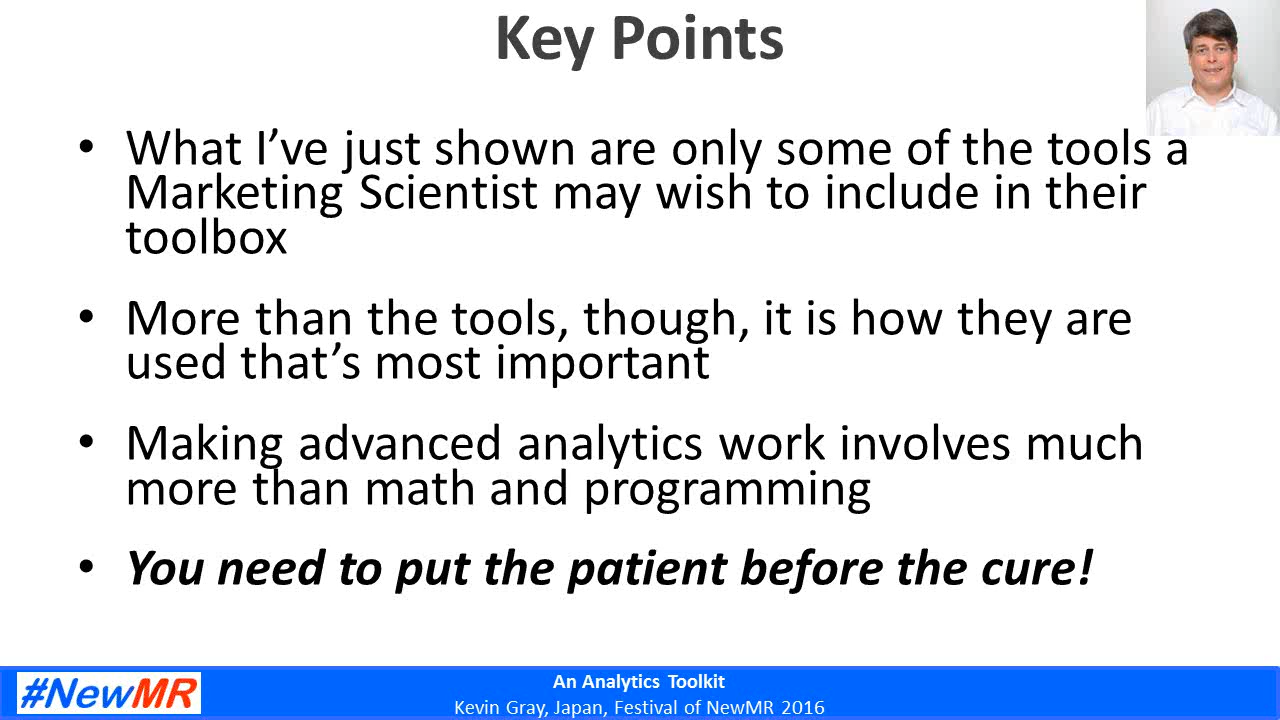 Key Points
• What I’ve just shown are only some of the tools a
Marketing Scientist may wish to include in their
toolbox
• More than the tools, though, it is how they are
used that’s most important
• Making advanced analytics work involves much
more than math and programming
• You need to put the patient before the cure!
#NewMR
An Analytics Toolkit
Kevin Gray, Japan, Festival of NewMR 2016